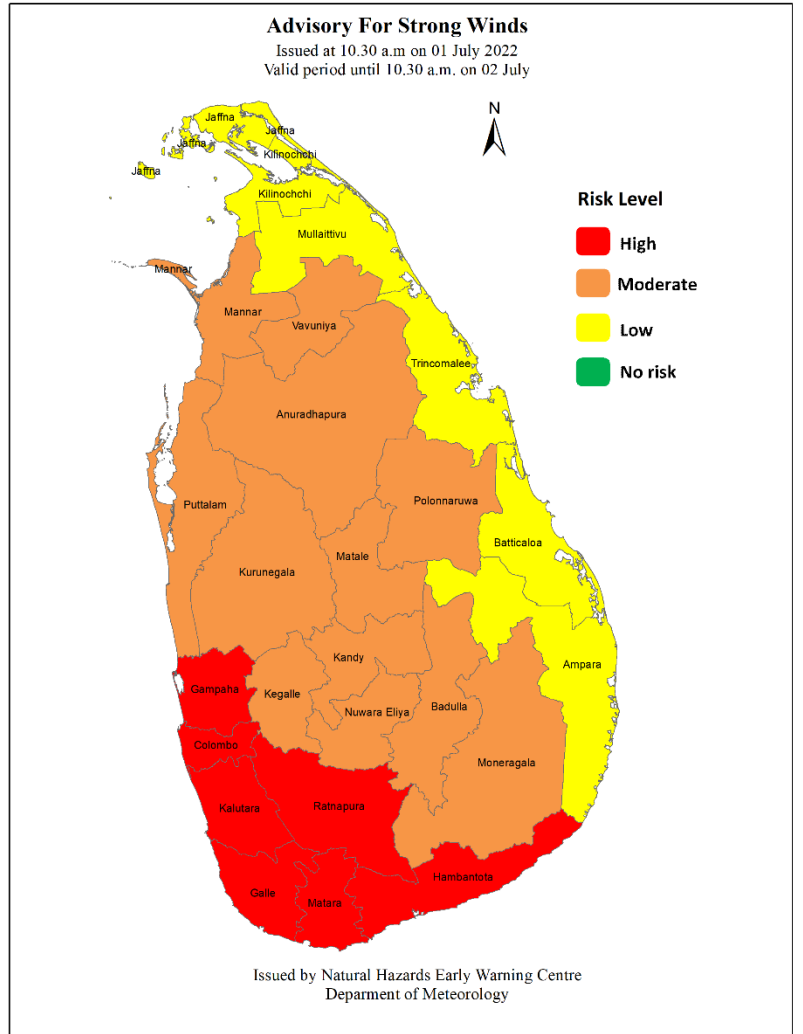 Advisory For Strong Winds
Issued at 10.30 a.m on 01 July 2022
Valid period until 10.30 a.m. on 02 July
N
Jaffna
Jaffna
Jaffna
Kilinochchi
Jaffna
Kilinochchi
Mullaittivu
Risk Level
High
Moderate
Low
No risk
Mannar
Mannar
Vavuniya
Trincomalee
Anuradhapura
Polonnaruwa
Puttalam
Batticaloa
Matale
Kurunegala
Kandy
Ampara
Gampaha
Kegalle
Nuwara Eliya
Badulla
Colombo
Moneragala
Kalutara
Ratnapura
Hambantota
Galle
Matara
Issued by Natural Hazards Early Warning Centre
Deparment of Meteorology